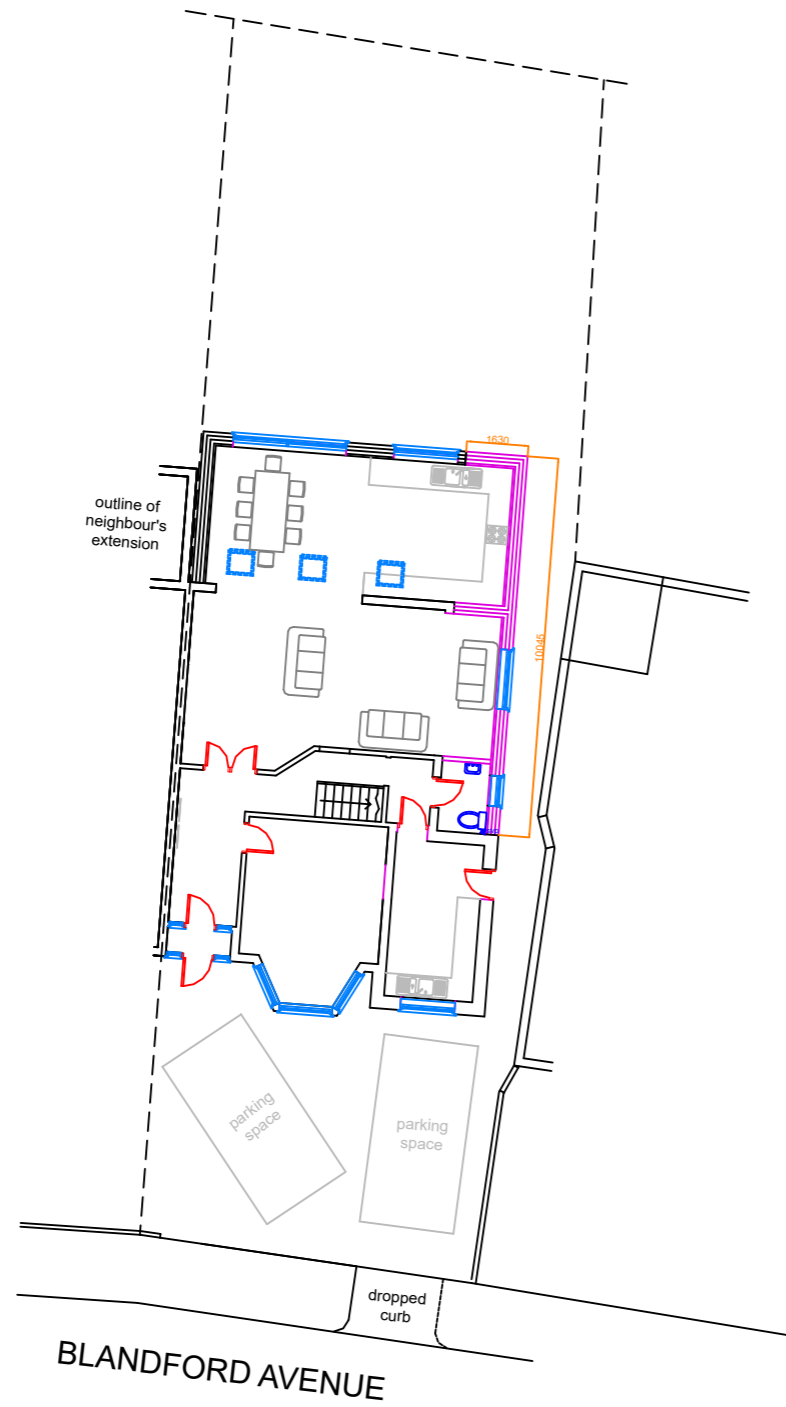 1630
outline of
neighbour's
extension
10045
parking
space
parking
space
dropped
curb
BLANDFORD AVENUE